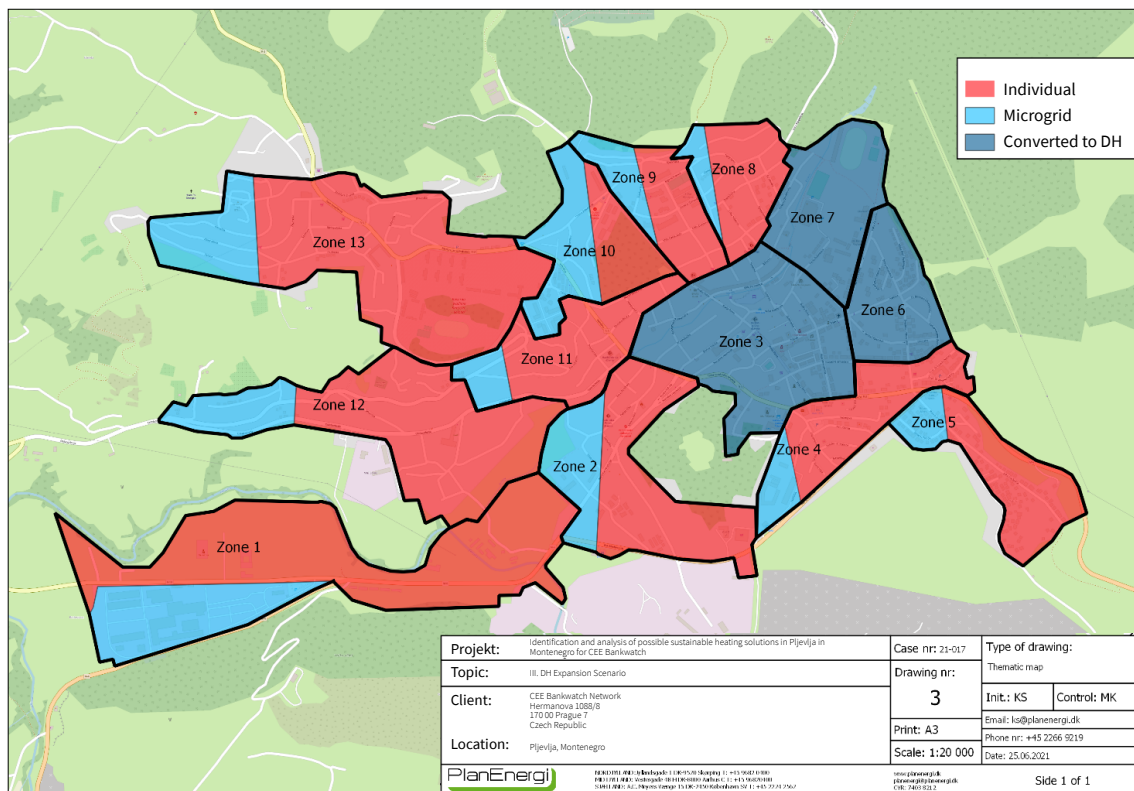 Individual
Microgrid
Converted to DH
Zone 8
Zone 9
Zone 7
Zone 13
Zone 10
Zone 6
Zone 3
Zone 11
Zone 12
Zone 5
Zone 4
Zone 2
Zone 1
Projekt: Identification and analysis of possible sustainable heating solutions in Pljevlja in
Montenegro for CEE Bankwatch
Topic: III. DH Expansion Scenario
Client: CEE Bankwatch Network
Hermanova 1088/8
170 00 Prague 7
Czech Republic
Location: Pljevlja, Montenegro
Case nr: 21-017
Drawing nr:
3
Print: A3
Scale: 1:20 000
Type of drawing:
Thematic map
Init.: KS
Control: MK
Email: ks@planenergi.dk
Phone nr: +45 2266 9219
Date: 25.06.2021
PlanEnergi
Side 1 of 1